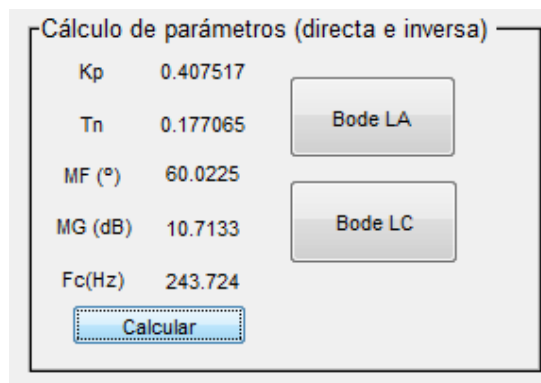 Cálculo de parámetros (directa e inversa)
Kp 0.407517
Tn 0.177065
Bode LA
MF (º) 60.0225
MG (dB) 10.7133
Bode LC
Fc(Hz) 243.724
Calcular